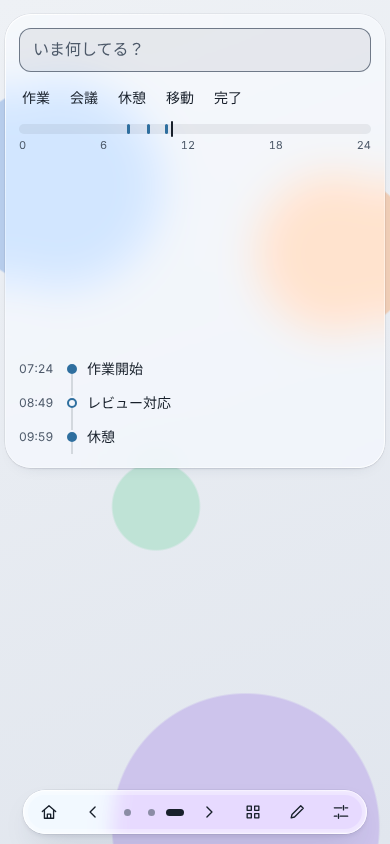 いま何してる？
作業 会議 休憩 移動 完了
0 6 12 18 24
07:24 作業開始
08:49 レビュー対応
09:59 休憩